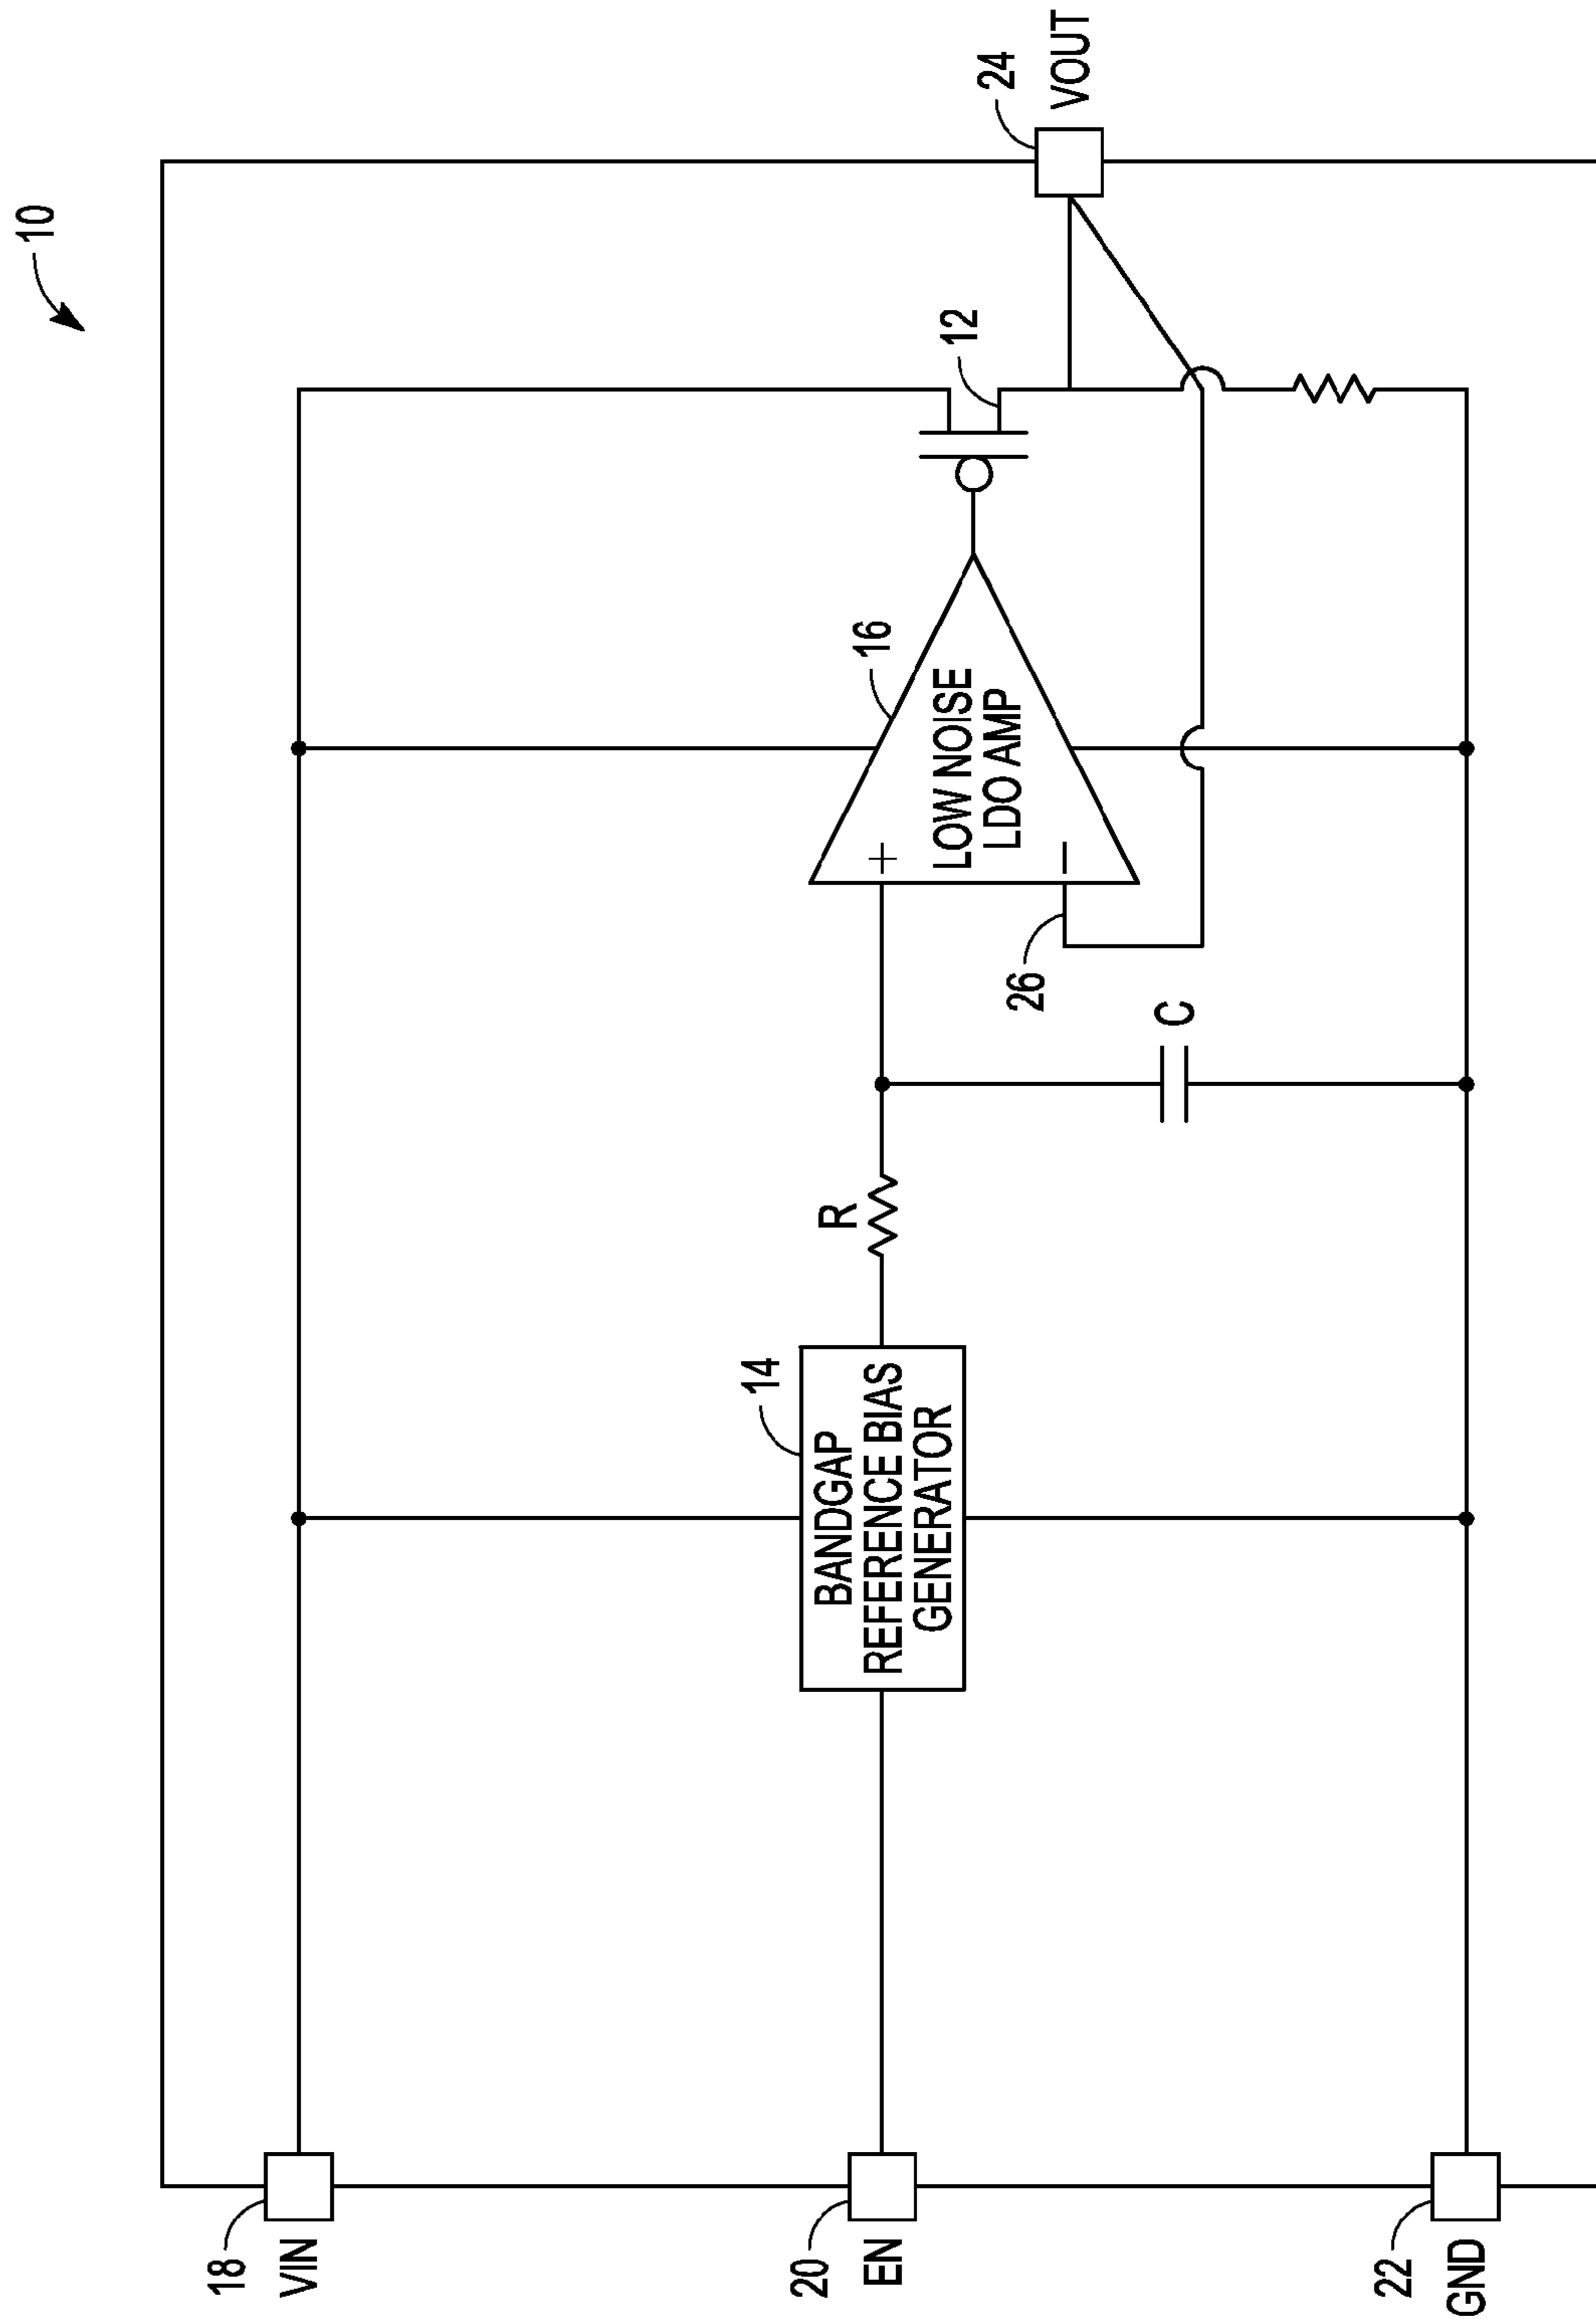 10
18
VIN
20
EN
22
GND
14
BANDGAP
REFERENCE BIAS
GENERATOR
R
C
26
+
−
LOW NOISE
LDO AMP
16
12
24
VOUT